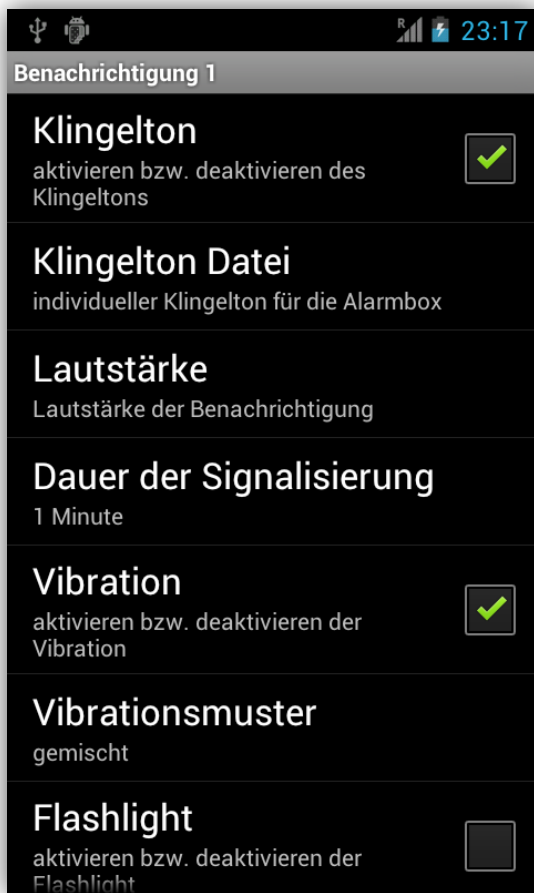 R
23:17
Benachrichtigung 1
Klingelton
aktivieren bzw. deaktivieren des
Klingeltons
Klingelton Datei
individueller Klingelton für die Alarmbox
Lautstärke
Lautstärke der Benachrichtigung
Dauer der Signalisierung
1 Minute
Vibration
aktivieren bzw. deaktivieren der
Vibration
Vibrationsmuster
gemischt
Flashlight
aktivieren bzw. deaktivieren der
Flashlight